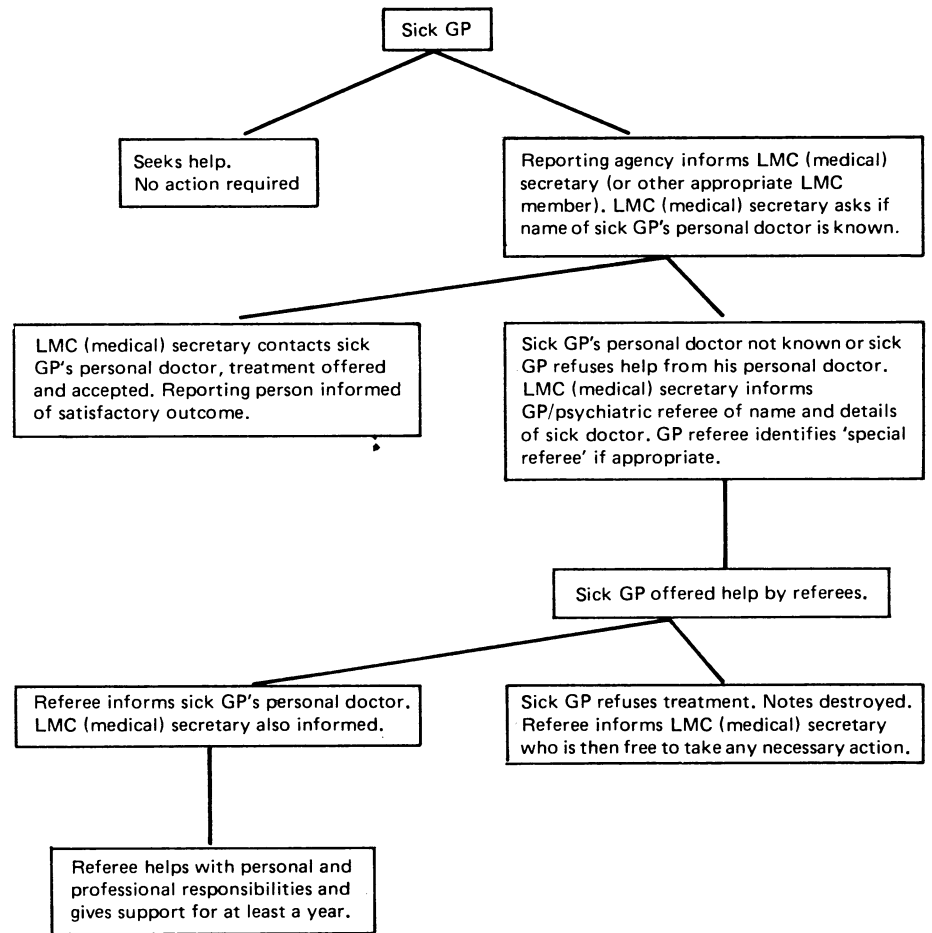 Sick GP
Seeks help.
No action required
Reporting agency informs LMC (medical)
secretary (or other appropriate LMC
member). LMC (medical) secretary asks if
name of sick GP's personal doctor is known.
LMC (medical) secretary contacts sick
GP's personal doctor, treatment offered
and accepted. Reporting person informed
of satisfactory outcome.
Sick GP's personal doctor not known or sick
GP refuses help from his personal doctor.
LMC (medical) secretary informs
GP/psychiatric referee of name and details
of sick doctor. GP referee identifies 'special
referee' if appropriate.
Sick GP offered help by referees.
Referee informs sick GP's personal doctor.
LMC (medical) secretary also informed.
Sick GP refuses treatment. Notes destroyed.
Referee informs LMC (medical) secretary
who is then free to take any necessary action.
Referee helps with personal and
professional responsibilities and
gives support for at least a year.